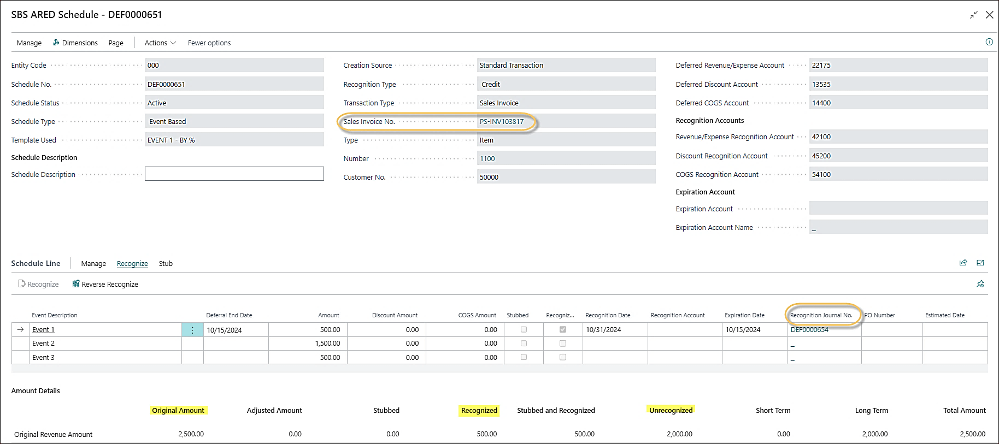 SBS ARED Schedule - DEF0000651
Manage Dimensions Page Actions Fewer options
Entity Code 000
Schedule No. DEF0000651
Schedule Status Active
Schedule Type Event Based
Template Used EVENT 1 - BY %
Schedule Description
Schedule Description
Creation Source Standard Transaction
Recognition Type Credit
Transaction Type Sales Invoice
Sales Invoice No. PS-INV103817
Type Item
Number 1100
Customer No. 50000
Deferred Revenue/Expense Account 22175
Deferred Discount Account 13535
Deferred COGS Account 14400
Recognition Accounts
Revenue/Expense Recognition Account 42100
Discount Recognition Account 45200
COGS Recognition Account 54100
Expiration Account
Expiration Account
Expiration Account Name _
Schedule Line Manage Recognize Stub
Recognize Reverse Recognize
Event Description Deferral End Date Amount Discount Amount COGS Amount Stubbed Recogniz... Recognition Date Recognition Account Expiration Date Recognition Journal No. PO Number Estimated Date
Event 1 10/15/2024 500.00 0.00 0.00 10/31/2024 10/15/2024 DEF0000654
Event 2 1,500.00 0.00 0.00 _
Event 3 500.00 0.00 0.00 _
Amount Details
Original Amount Adjusted Amount Stubbed Recognized Stubbed and Recognized Unrecognized Short Term Long Term Total Amount
Original Revenue Amount 2,500.00 0.00 0.00 500.00 500.00 2,000.00 0.00 2,000.00 2,500.00